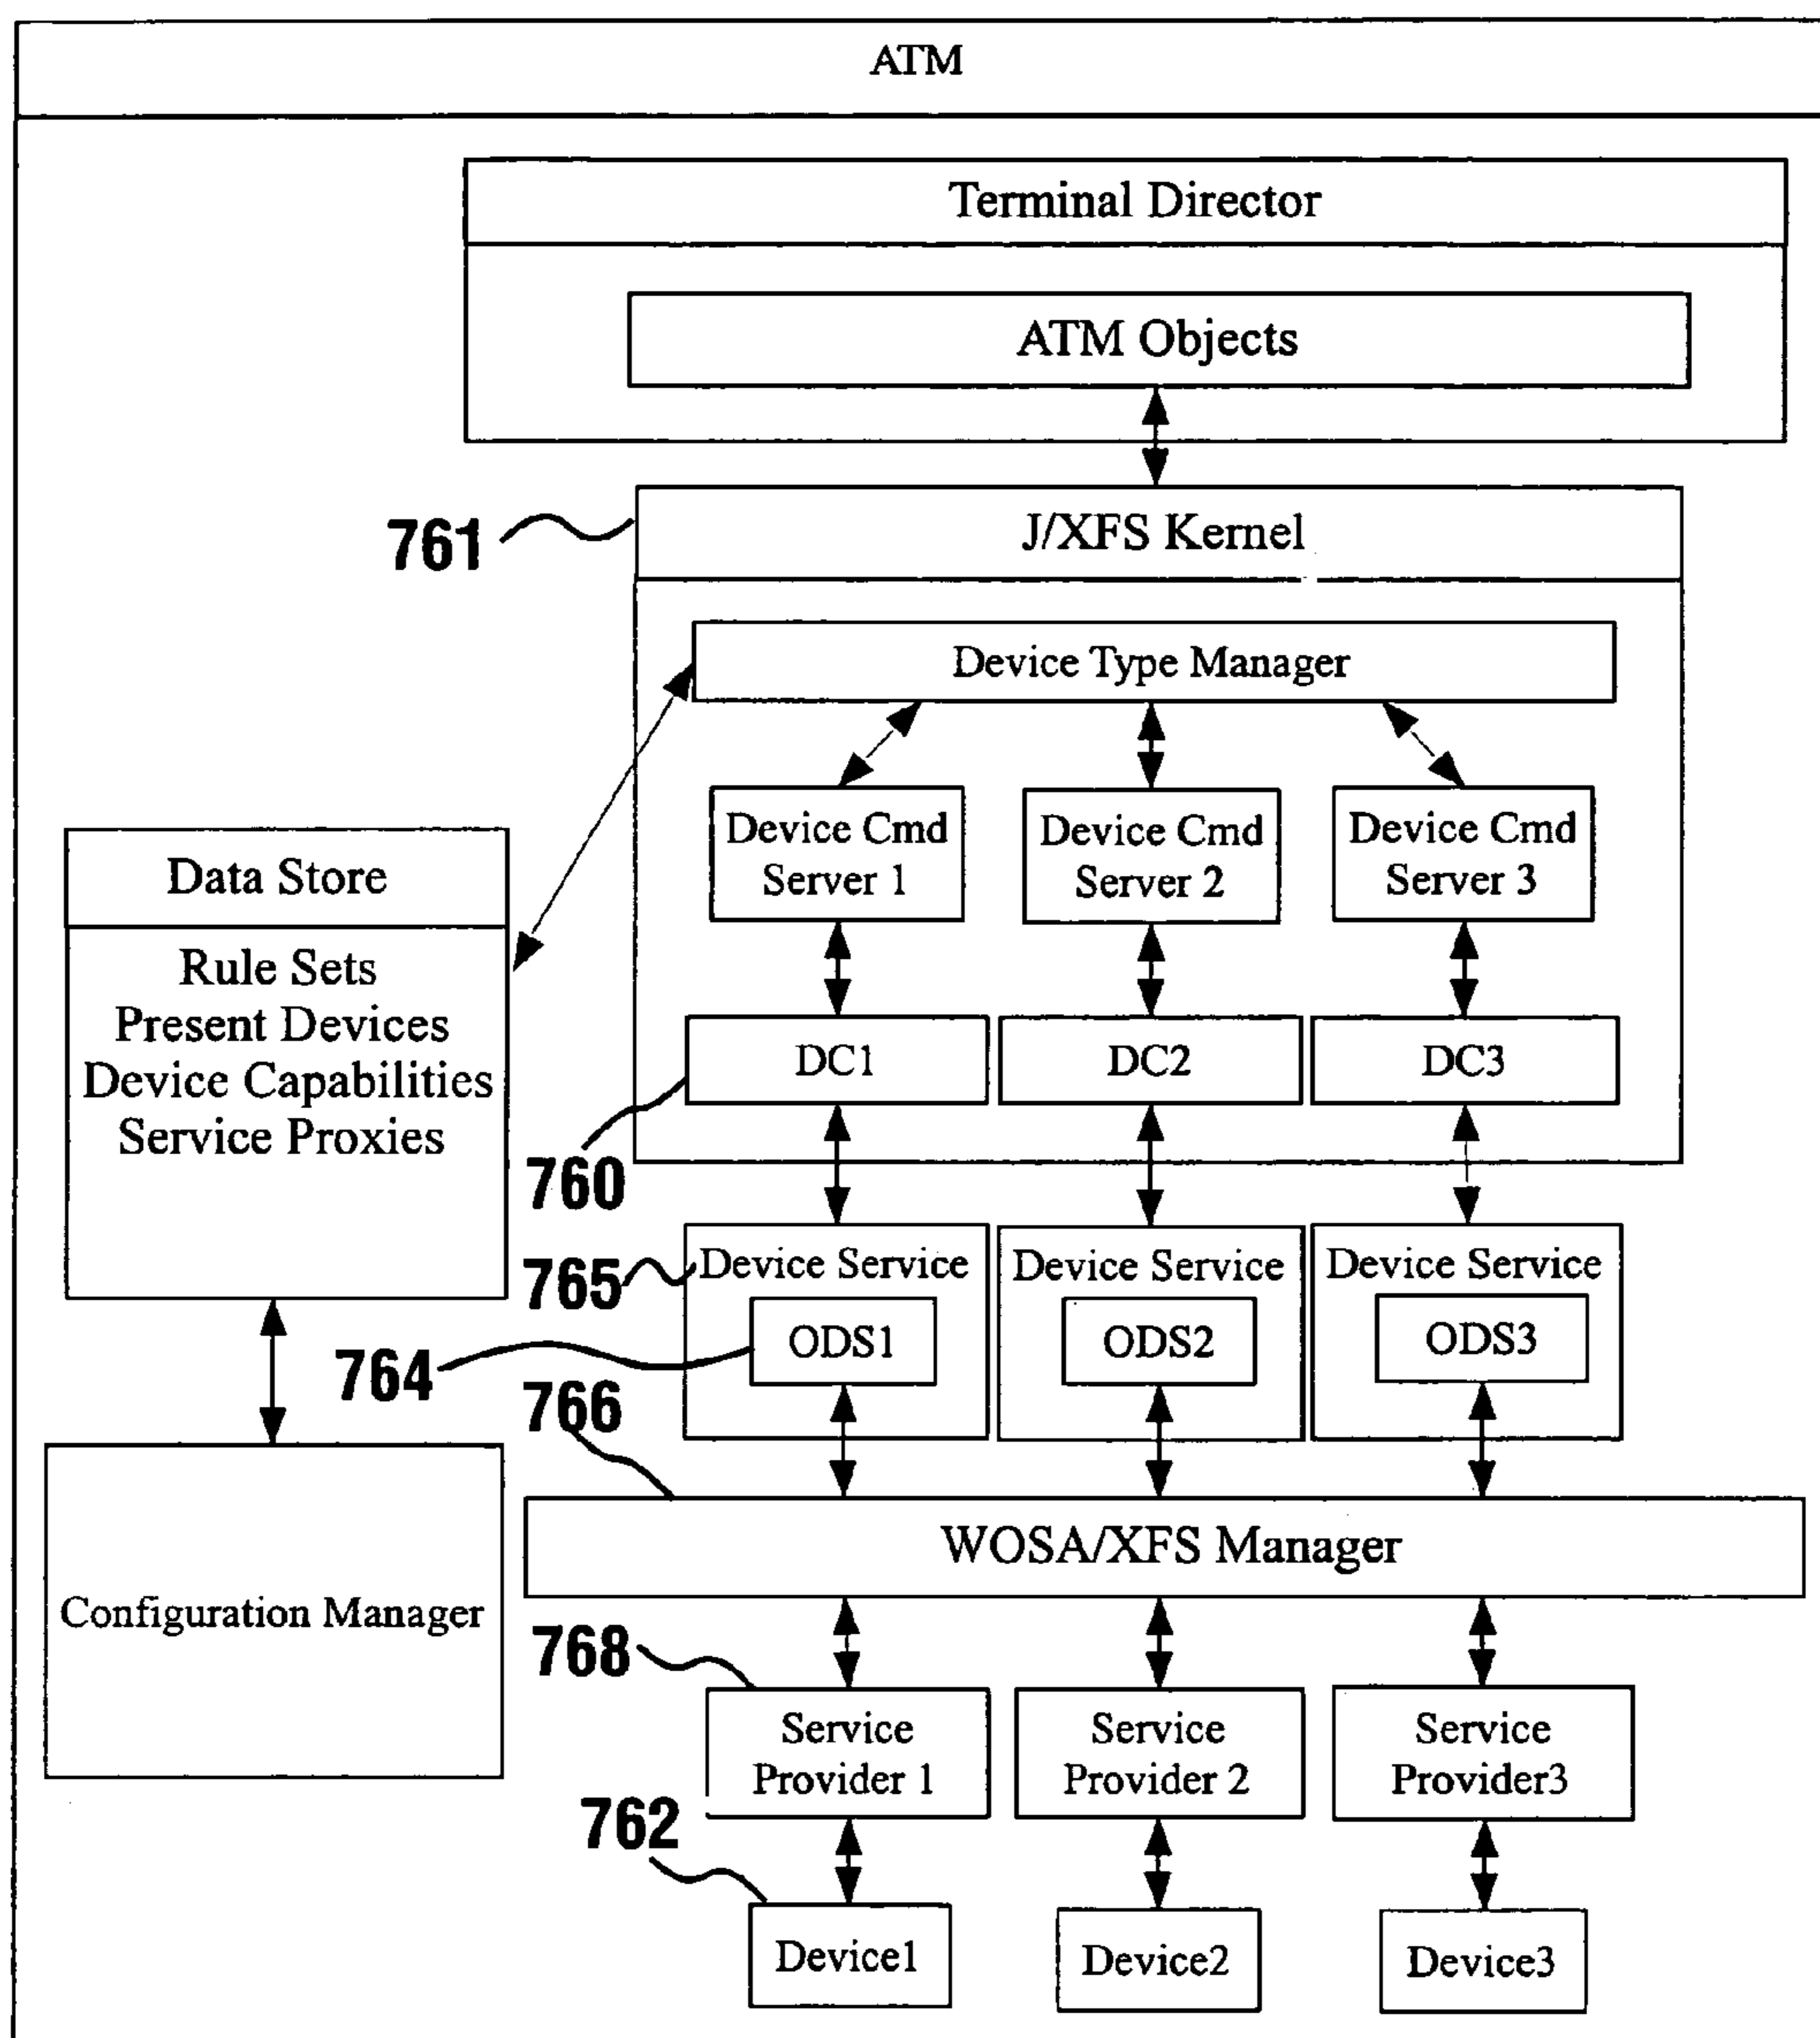 ATM
Terminal Director
ATM Objects
761
J/XFS Kernel
Device Type Manager
Device Cmd
Server 1
Device Cmd
Server 2
Device Cmd
Server 3
Data Store
Rule Sets
Present Devices
Device Capabilities
Service Proxies
DC1
DC2
DC3
760
765
Device Service
ODS1
Device Service
ODS2
Device Service
ODS3
764
766
WOSA/XFS Manager
Configuration Manager
768
Service
Provider 1
Service
Provider 2
Service
Provider3
762
Device1
Device2
Device3